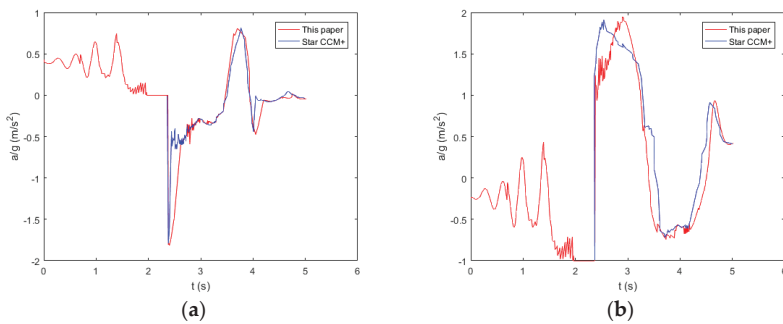 This paper
Star CCM+
a/g (m/s²)
1
0.5
0
-0.5
-1
-1.5
-2
0 1 2 3 4 5 6
t (s)
(a)
This paper
Star CCM+
a/g (m/s²)
2
1.5
1
0.5
0
-0.5
-1
0 1 2 3 4 5 6
t (s)
(b)